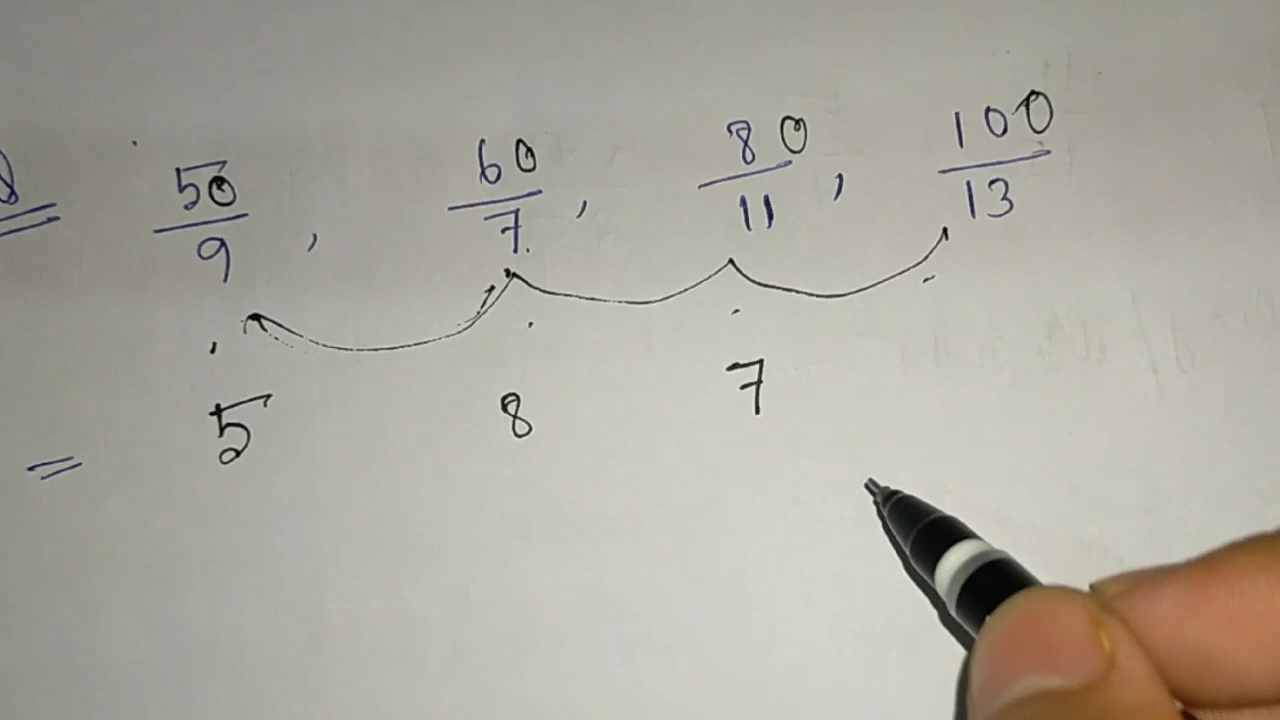 50/9 , 60/7 , 80/11 , 100/13
= 5 8 7